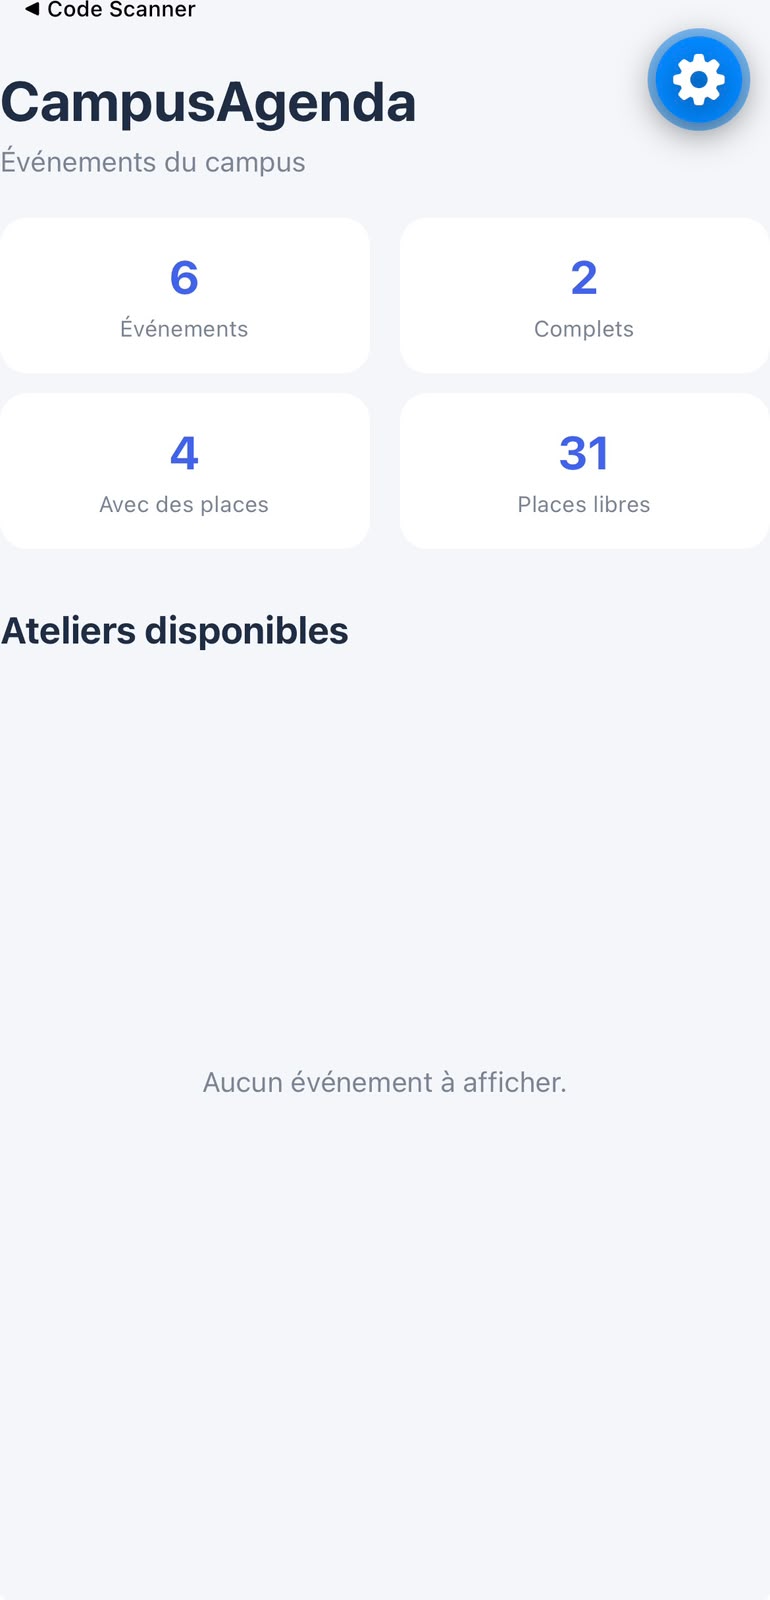 ◀ Code Scanner
CampusAgenda
Événements du campus
6
Événements
2
Complets
4
Avec des places
31
Places libres
Ateliers disponibles
Aucun événement à afficher.